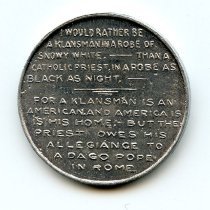 I WOULD RATHER BE
A KLANSMAN IN A ROBE OF
SNOWY WHITE. — THAN A
CATHOLIC PRIEST IN A ROBE AS
BLACK AS NIGHT. —
FOR A KLANSMAN IS AN
AMERICAN. AND AMERICA IS
IS HIS HOME. - BUT THE
PRIEST - OWES HIS
ALLEGIANCE TO
A DAGO POPE
IN ROME